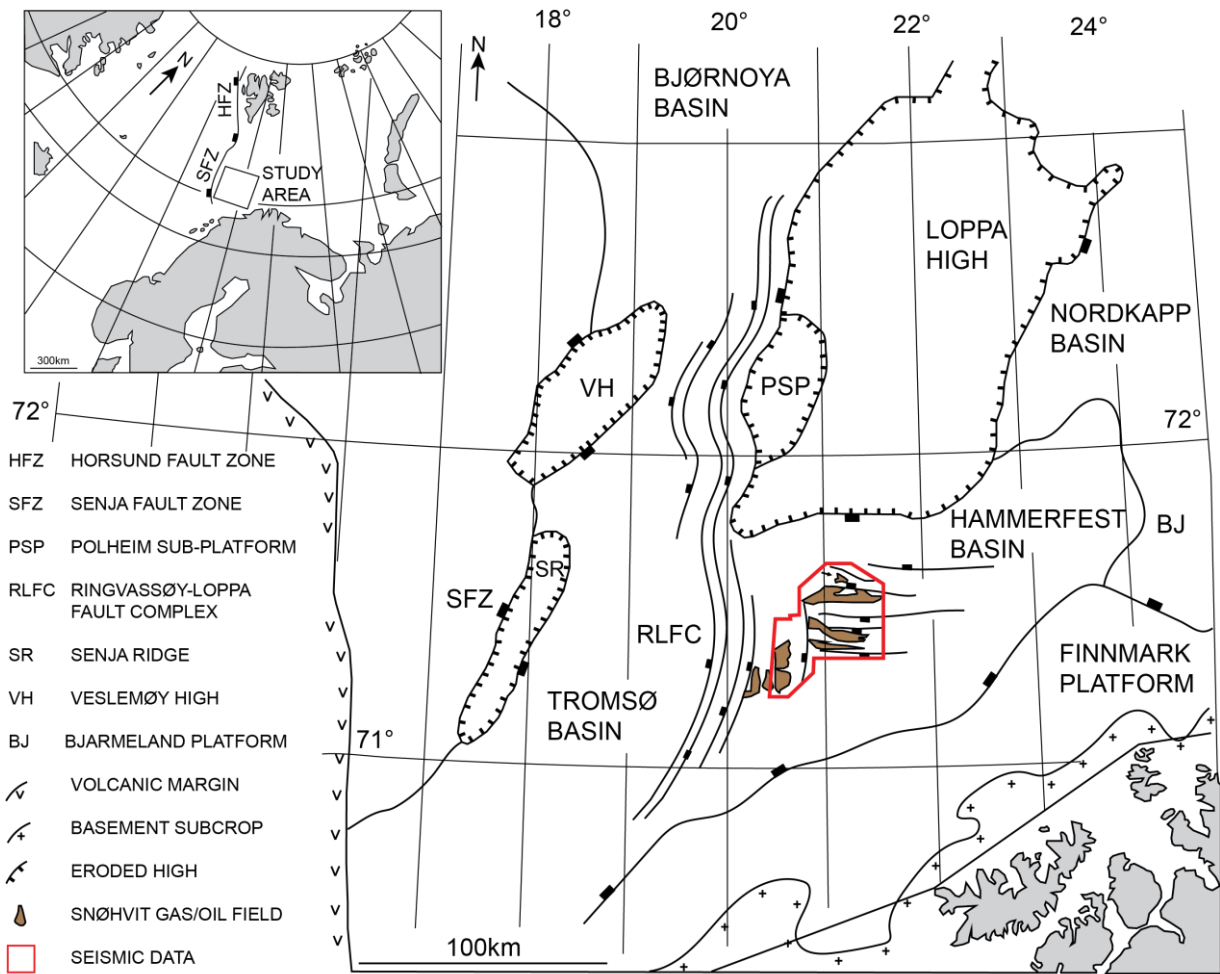 18°
20°
22°
24°
N
N
HFZ
SFZ
STUDY
AREA
300km
BJØRNOYA
BASIN
LOPPA
HIGH
NORDKAPP
BASIN
VH
PSP
72°
72°
HAMMERFEST
BASIN
BJ
SR
SFZ
RLFC
TROMSØ
BASIN
FINNMARK
PLATFORM
71°
100km
HFZ HORSUND FAULT ZONE
SFZ SENJA FAULT ZONE
PSP POLHEIM SUB-PLATFORM
RLFC RINGVASSØY-LOPPA
FAULT COMPLEX
SR SENJA RIDGE
VH VESLEMØY HIGH
BJ BJARMELAND PLATFORM
VOLCANIC MARGIN
BASEMENT SUBCROP
ERODED HIGH
SNØHVIT GAS/OIL FIELD
SEISMIC DATA